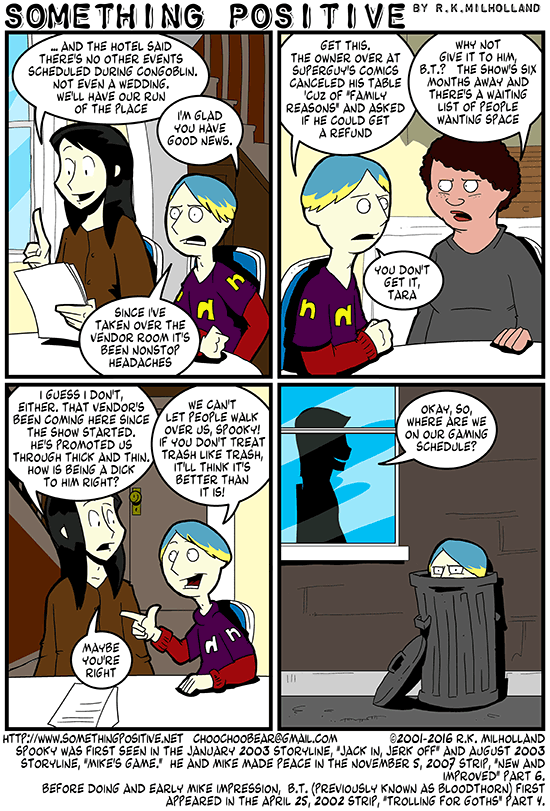 SOMETHING POSITIVE BY R.K.MILHOLLAND
... AND THE HOTEL SAID
THERE'S NO OTHER EVENTS
SCHEDULED DURING CONGOBLIN.
NOT EVEN A WEDDING.
WE'LL HAVE OUR RUN
OF THE PLACE
I'M GLAD
YOU HAVE
GOOD NEWS.
SINCE I'VE
TAKEN OVER THE
VENDOR ROOM IT'S
BEEN NONSTOP
HEADACHES
GET THIS.
THE OWNER OVER AT
SUPERGUY'S COMICS
CANCELED HIS TABLE
'CUZ OF "FAMILY
REASONS" AND ASKED
IF HE COULD GET
A REFUND
WHY NOT
GIVE IT TO HIM,
B.T.? THE SHOW'S SIX
MONTHS AWAY AND
THERE'S A WAITING
LIST OF PEOPLE
WANTING SPACE
YOU DON'T
GET IT,
TARA
I GUESS I DON'T,
EITHER. THAT VENDOR'S
BEEN COMING HERE SINCE
THE SHOW STARTED.
HE'S PROMOTED US
THROUGH THICK AND THIN.
HOW IS BEING A DICK
TO HIM RIGHT?
WE CAN'T
LET PEOPLE WALK
OVER US, SPOOKY!
IF YOU DON'T TREAT
TRASH LIKE TRASH,
IT'LL THINK IT'S
BETTER THAN
IT IS!
MAYBE
YOU'RE
RIGHT
OKAY, SO,
WHERE ARE WE
ON OUR GAMING
SCHEDULE?
HTTP://WWW.SOMETHINGPOSITIVE.NET CHOOCHOOBEAR@GMAIL.COM ©2001-2016 R.K. MILHOLLAND
SPOOKY WAS FIRST SEEN IN THE JANUARY 2003 STORYLINE, "JACK IN, JERK OFF" AND AUGUST 2003
STORYLINE, "MIKE'S GAME." HE AND MIKE MADE PEACE IN THE NOVEMBER 5, 2007 STRIP, "NEW AND
IMPROVED" PART 6.
BEFORE DOING AND EARLY MIKE IMPRESSION, B.T. (PREVIOUSLY KNOWN AS BLOODTHORN) FIRST
APPEARED IN THE APRIL 25, 2002 STRIP, "TROLLING FOR GOTHS" PART 4.